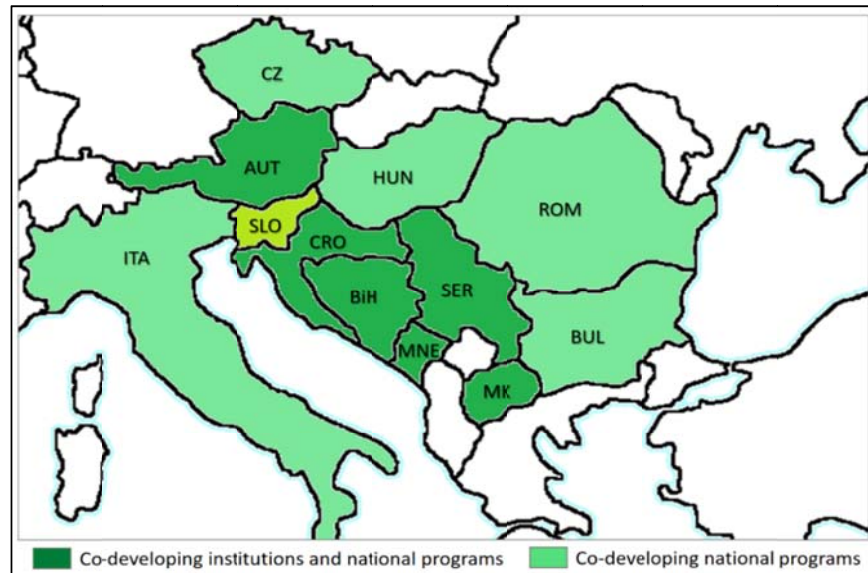 CZ
AUT
HUN
SLO
ROM
CRO
ITA
BiH
SER
BUL
MNE
MK
Co-developing institutions and national programs
Co-developing national programs